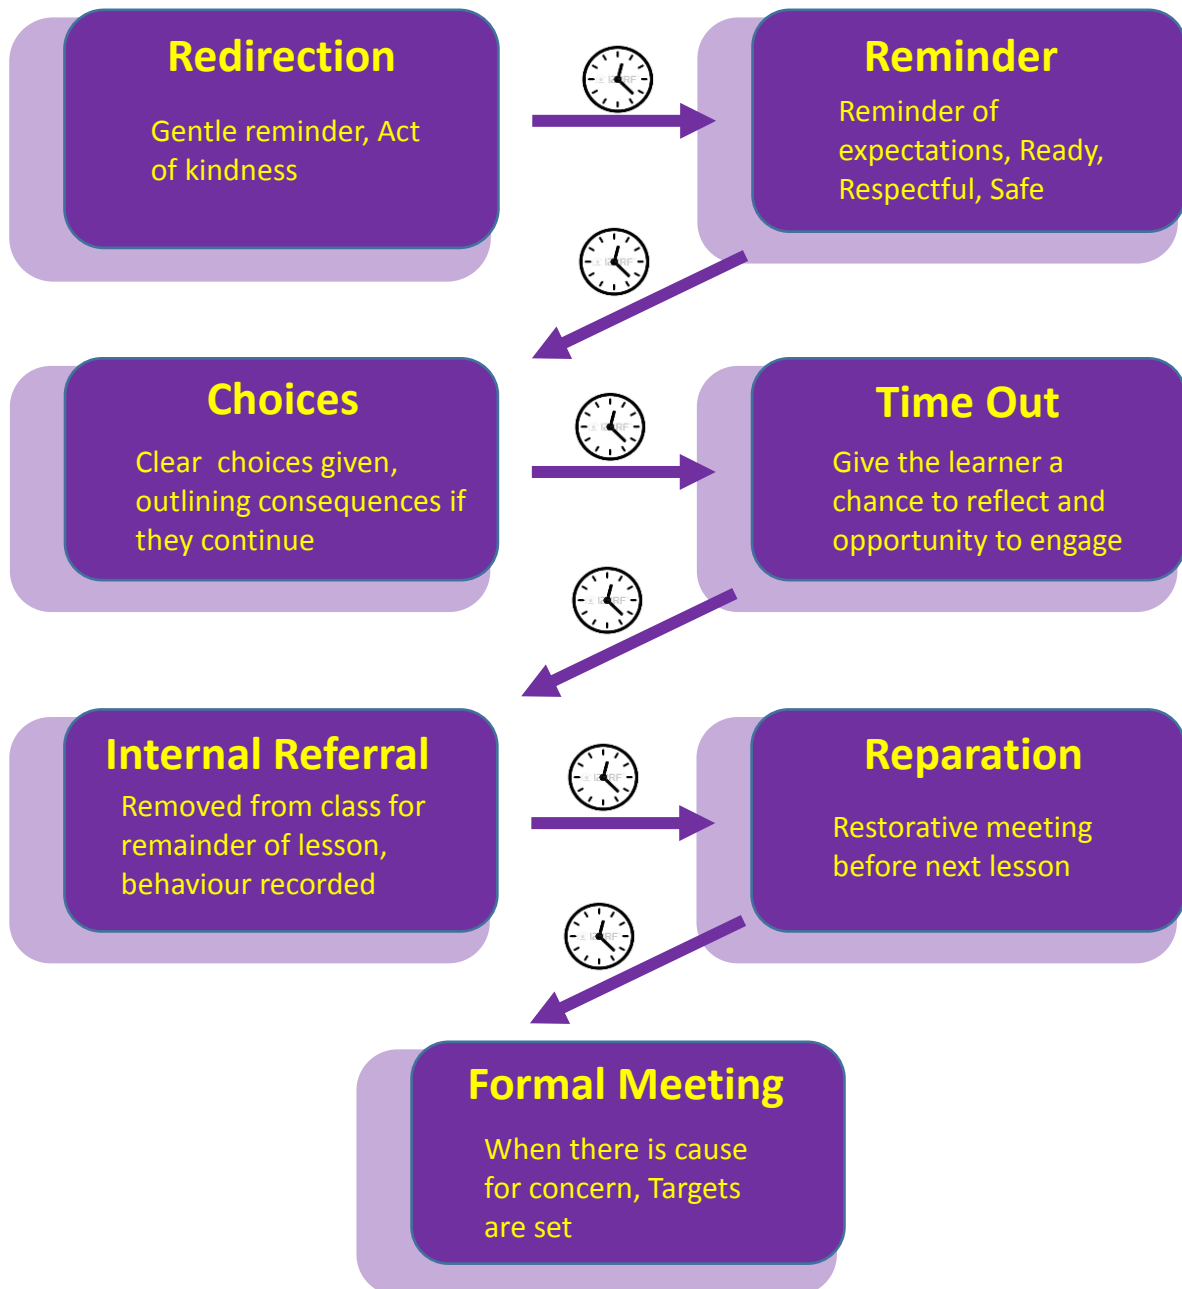 Redirection
Gentle reminder, Act
of kindness
Reminder
Reminder of
expectations, Ready,
Respectful, Safe
Choices
Clear  choices given,
outlining consequences if
they continue
Time Out
Give the learner a
chance to reflect and
opportunity to engage
Internal Referral
Removed from class for
remainder of lesson,
behaviour recorded
Reparation
Restorative meeting
before next lesson
Formal Meeting
When there is cause
for concern, Targets
are set